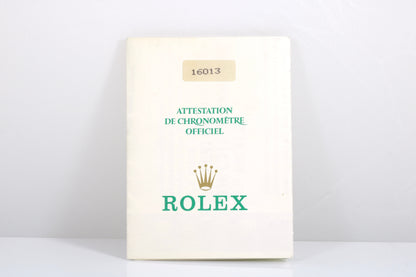 16013
ATTESTATION
DE CHRONOMÈTRE
OFFICIEL
ROLEX